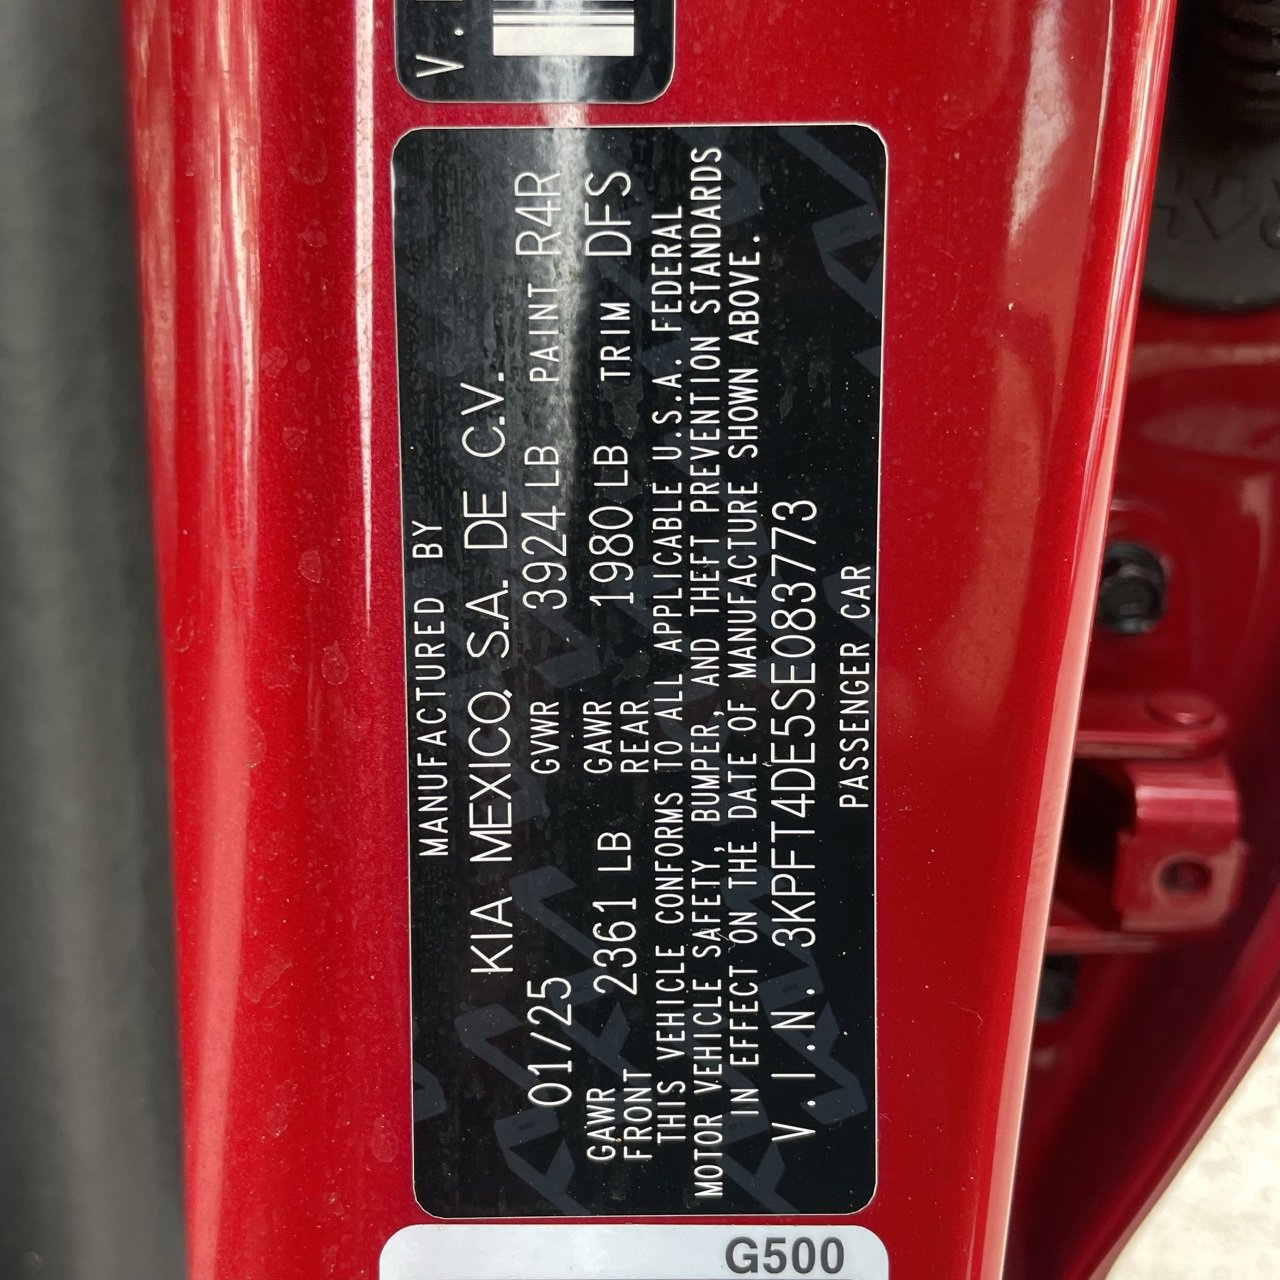 V.
MANUFACTURED BY
KIA MEXICO, S.A. DE C.V.
01/25 GVWR 3924 LB PAINT R4R
GAWR FRONT 2361 LB GAWR REAR 1980 LB TRIM DFS
THIS VEHICLE CONFORMS TO ALL APPLICABLE U.S.A. FEDERAL
MOTOR VEHICLE SAFETY, BUMPER, AND THEFT PREVENTION STANDARDS
IN EFFECT ON THE DATE OF MANUFACTURE SHOWN ABOVE.
V.I.N. 3KPFT4DE5SE083773
PASSENGER CAR
G500